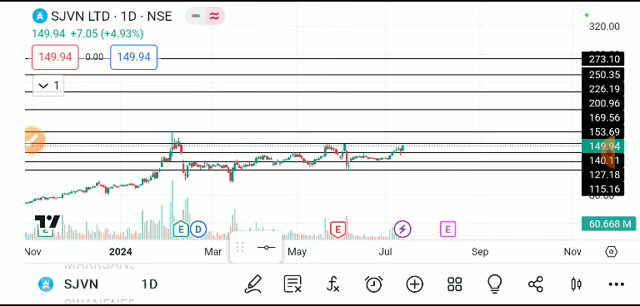 SJVN LTD · 1D · NSE
149.94 +7.05 (+4.93%)
149.94 0.00 149.94
1
320.00
273.10
250.35
226.19
200.96
169.56
153.69
149.94
140.11
127.18
115.16
60.668 M
E D E E
Nov 2024 Mar May Jul Sep Nov
SJVN 1D